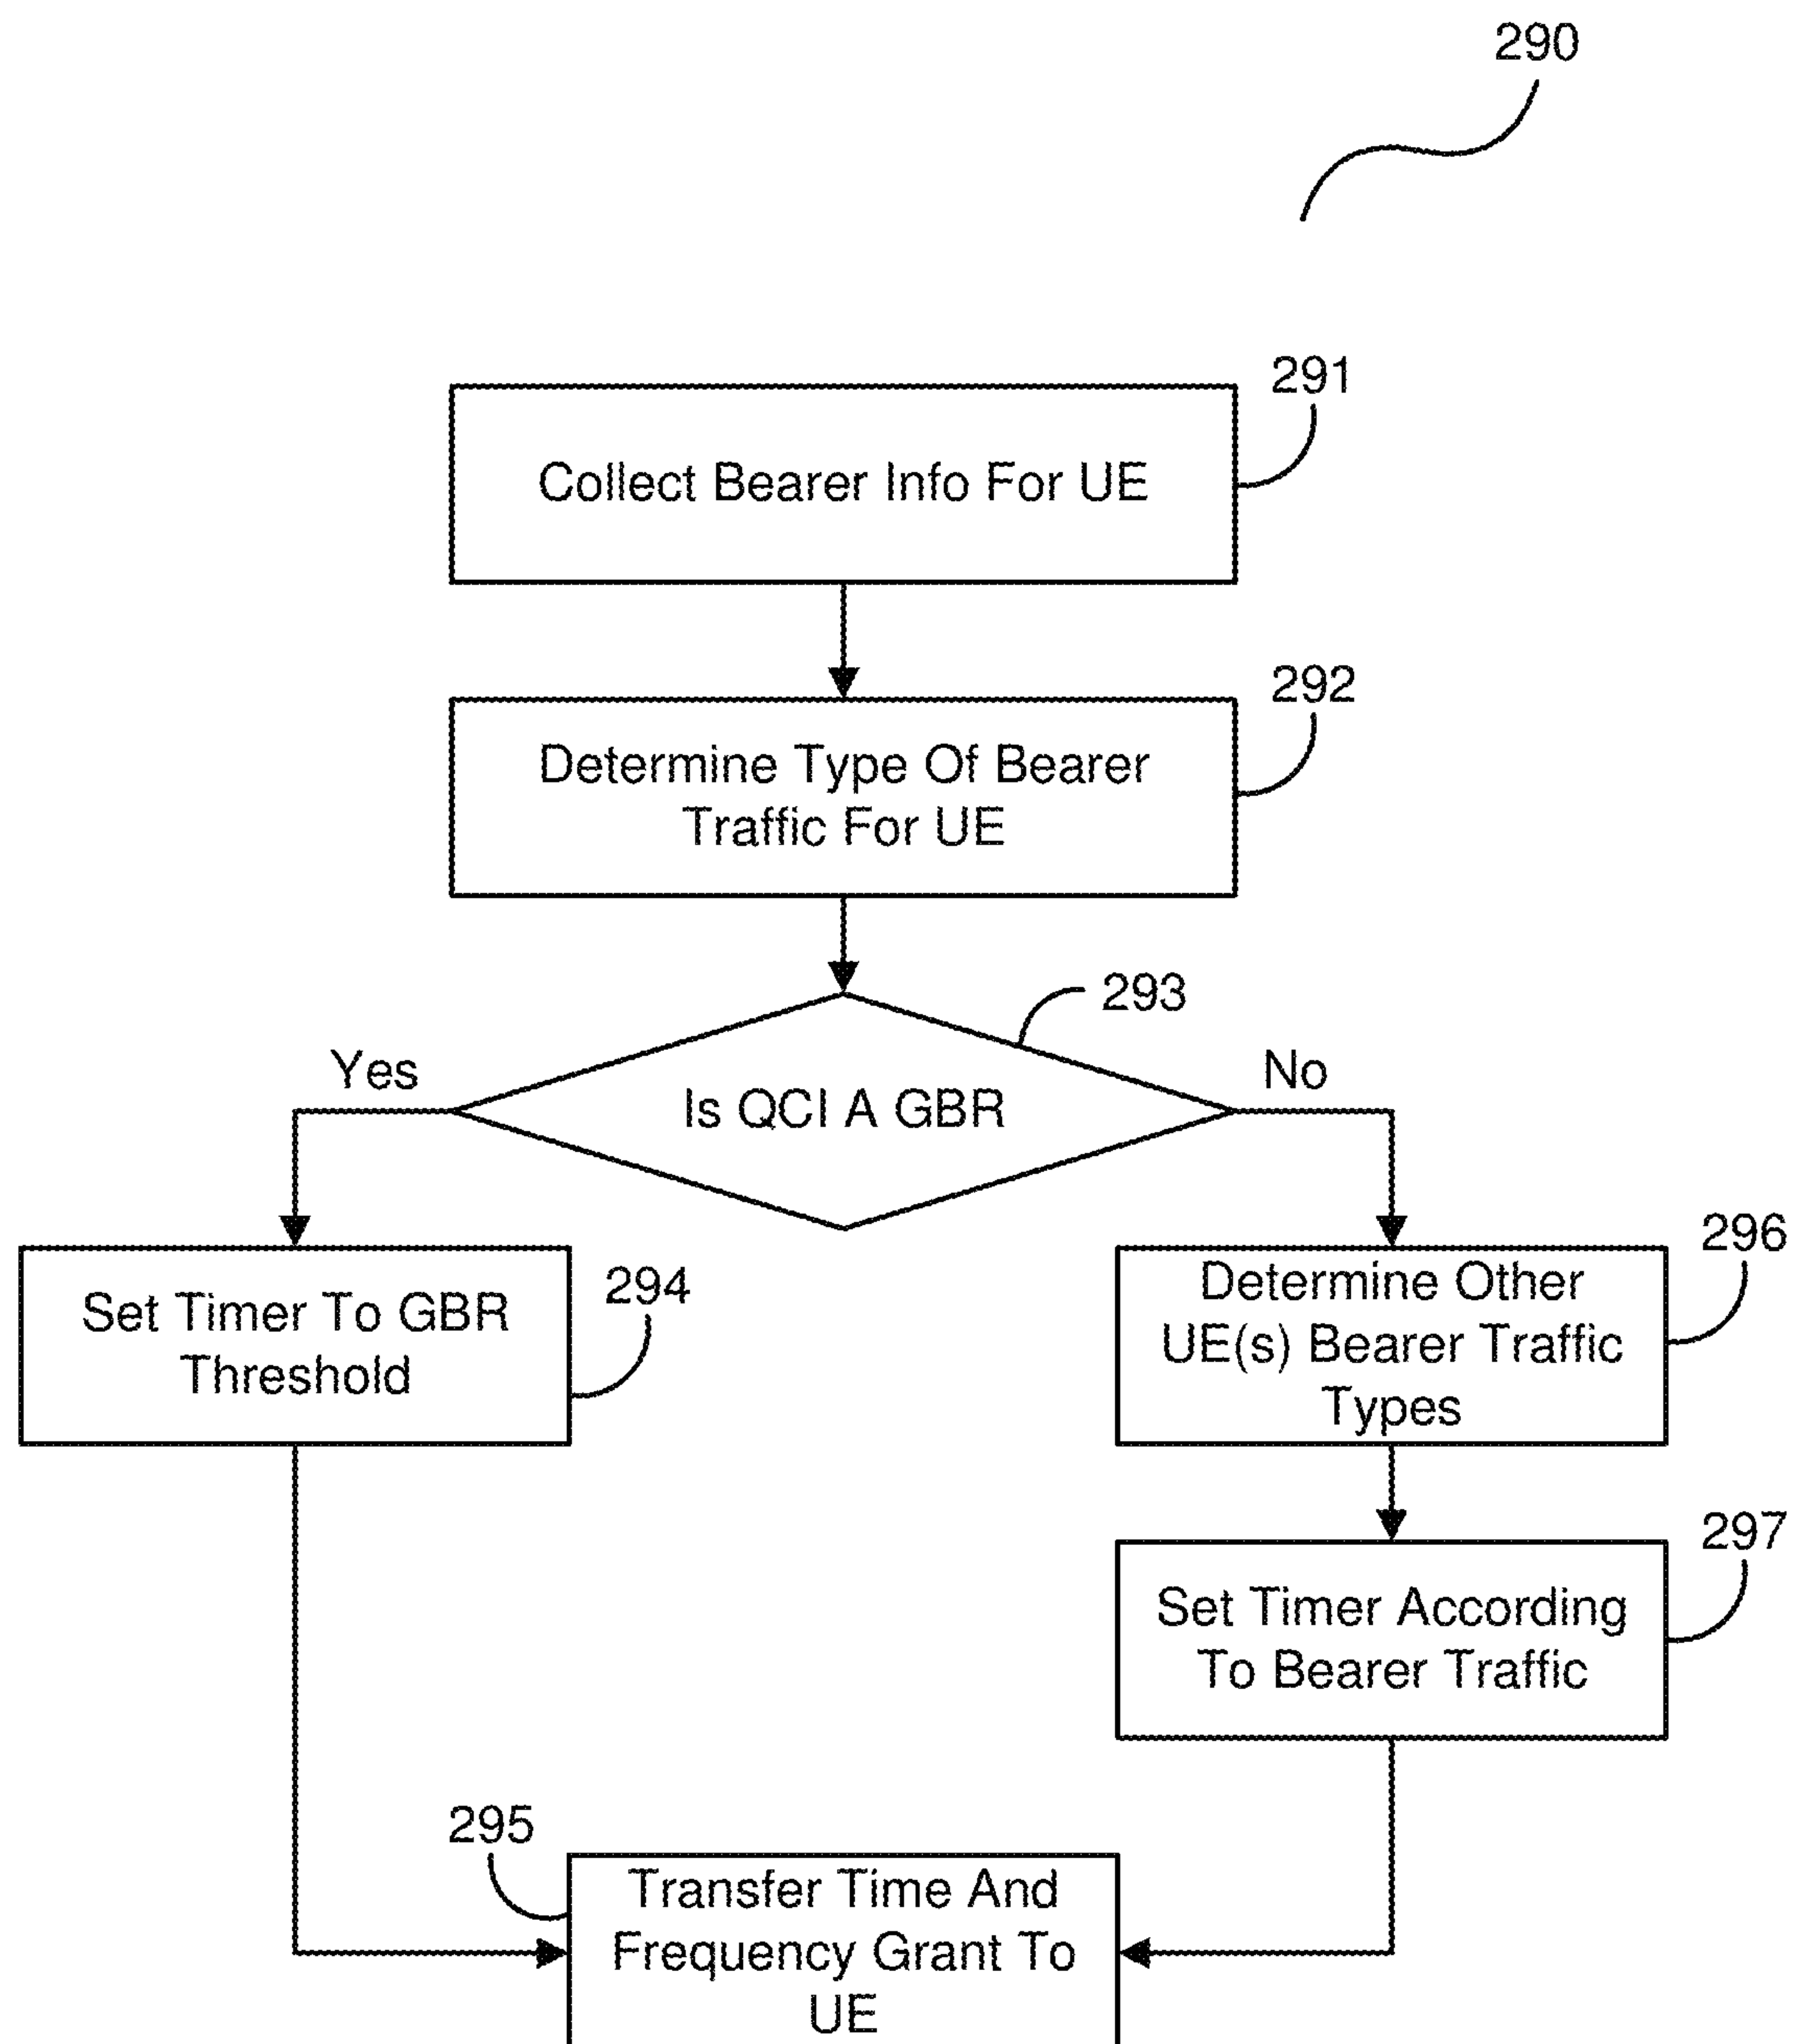 290
291
Collect Bearer Info For UE
292
Determine Type Of Bearer
Traffic For UE
293
Yes
No
Is QCI A GBR
294
Set Timer To GBR
Threshold
296
Determine Other
UE(s) Bearer Traffic
Types
297
Set Timer According
To Bearer Traffic
295
Transfer Time And
Frequency Grant To
UE